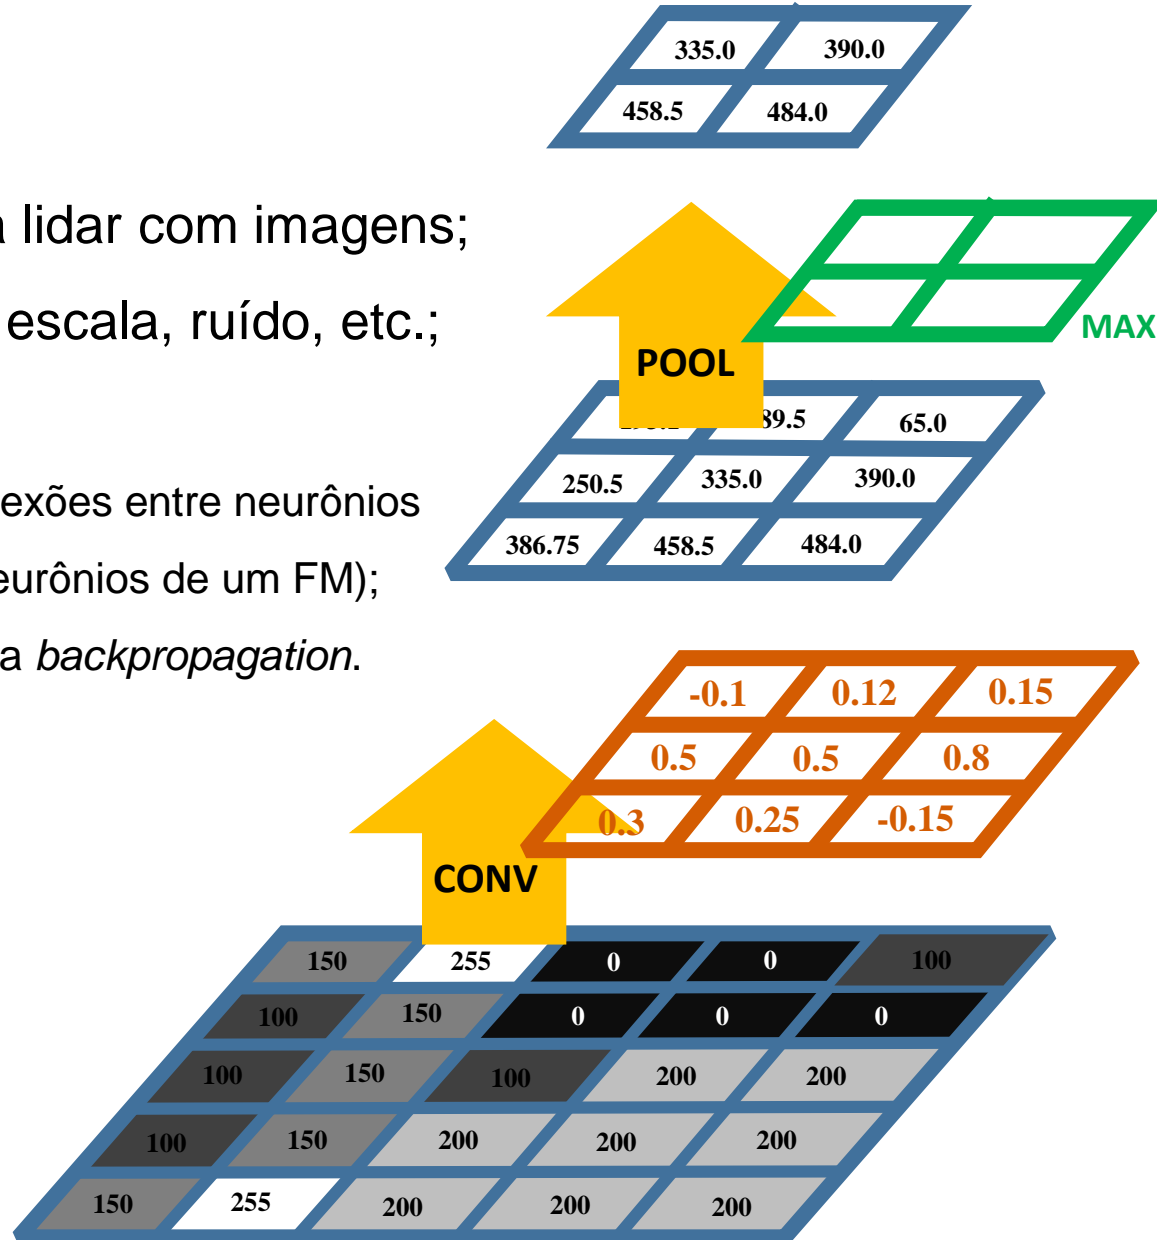 335.0 390.0
458.5 484.0
a lidar com imagens;
escala, ruído, etc.;
MAX
POOL
89.5 65.0
250.5 335.0 390.0
386.75 458.5 484.0
exões entre neurônios
eurônios de um FM);
a backpropagation.
-0.1 0.12 0.15
0.5 0.5 0.8
0.3 0.25 -0.15
CONV
150 255 0 0 100
100 150 0 0 0
100 150 100 200 200
100 150 200 200 200
150 255 200 200 200